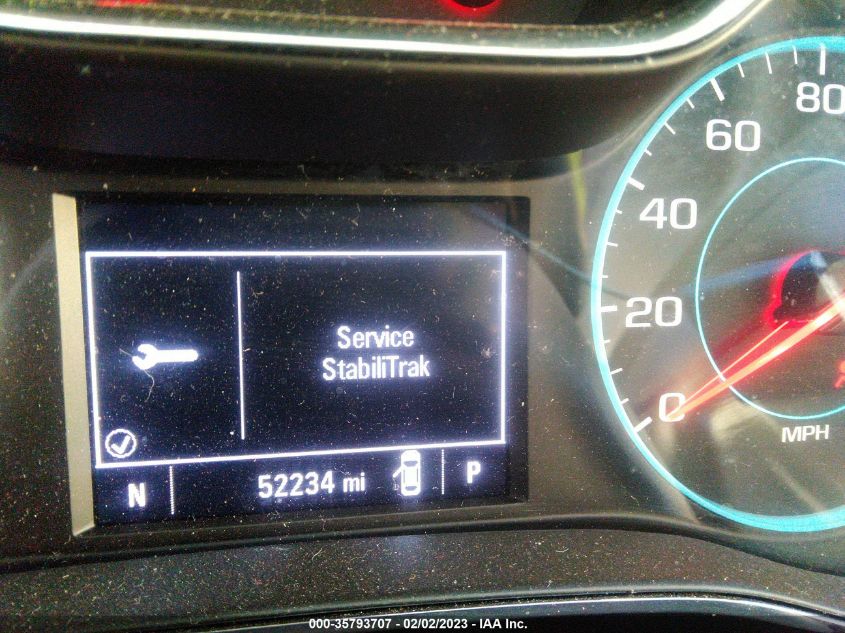 80
60
40
20
0
MPH
Service
StabiliTrak
N
52234 mi
P
000-35793707 - 02/02/2023 - IAA Inc.